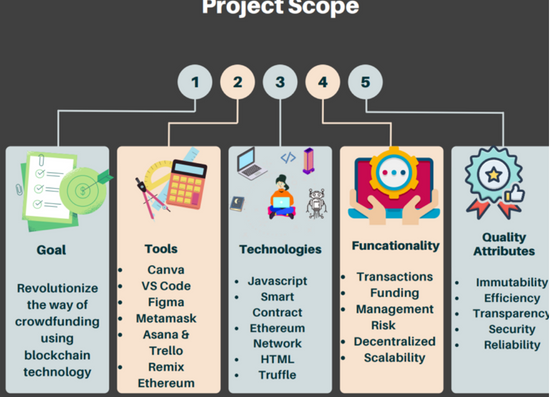 Project Scope
1 2 3 4 5
Goal
Revolutionize
the way of
crowdfunding
using
blockchain
technology
Tools
• Canva
• VS Code
• Figma
• Metamask
• Asana &
Trello
• Remix
Ethereum
Technologies
• Javascript
• Smart
Contract
• Ethereum
Network
• HTML
• Truffle
Funcationality
• Transactions
• Funding
• Management
Risk
• Decentralized
• Scalability
Quality
Attributes
• Immutability
• Efficiency
• Transparency
• Security
• Reliability